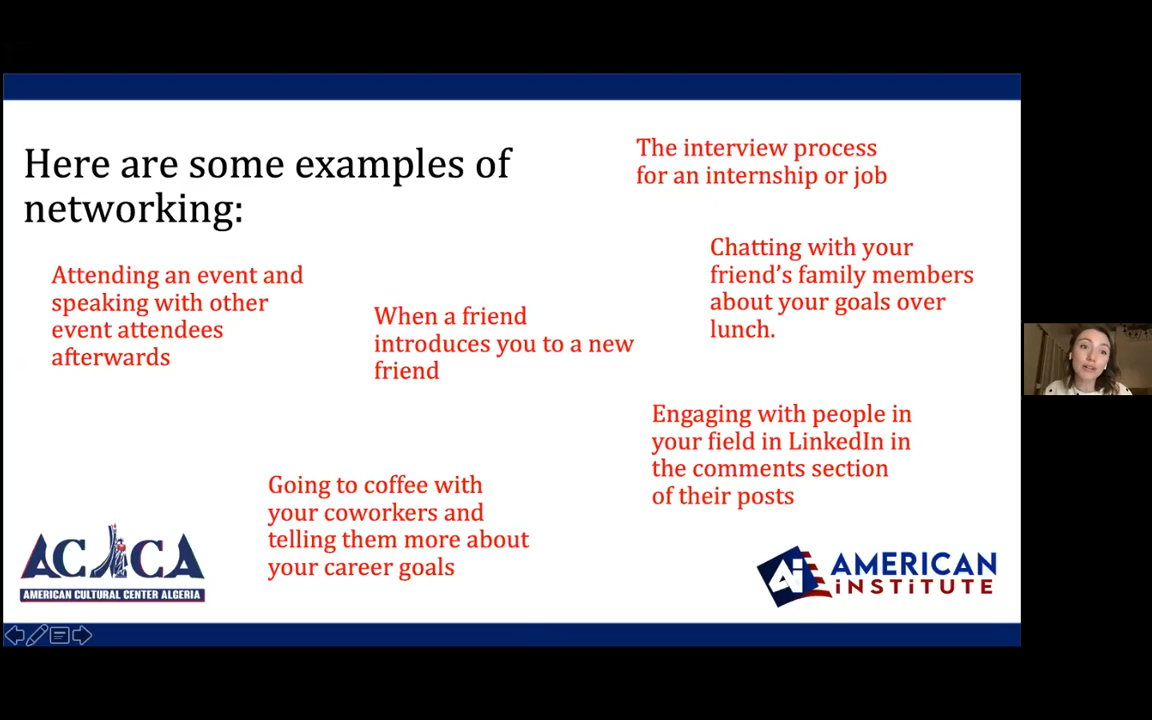 Here are some examples of
networking:
The interview process
for an internship or job
Attending an event and
speaking with other
event attendees
afterwards
When a friend
introduces you to a new
friend
Chatting with your
friend’s family members
about your goals over
lunch.
Engaging with people in
your field in LinkedIn in
the comments section
of their posts
Going to coffee with
your coworkers and
telling them more about
your career goals
ACCA
AMERICAN CULTURAL CENTER ALGERIA
Ai
AMERICAN
iNSTiTUTE